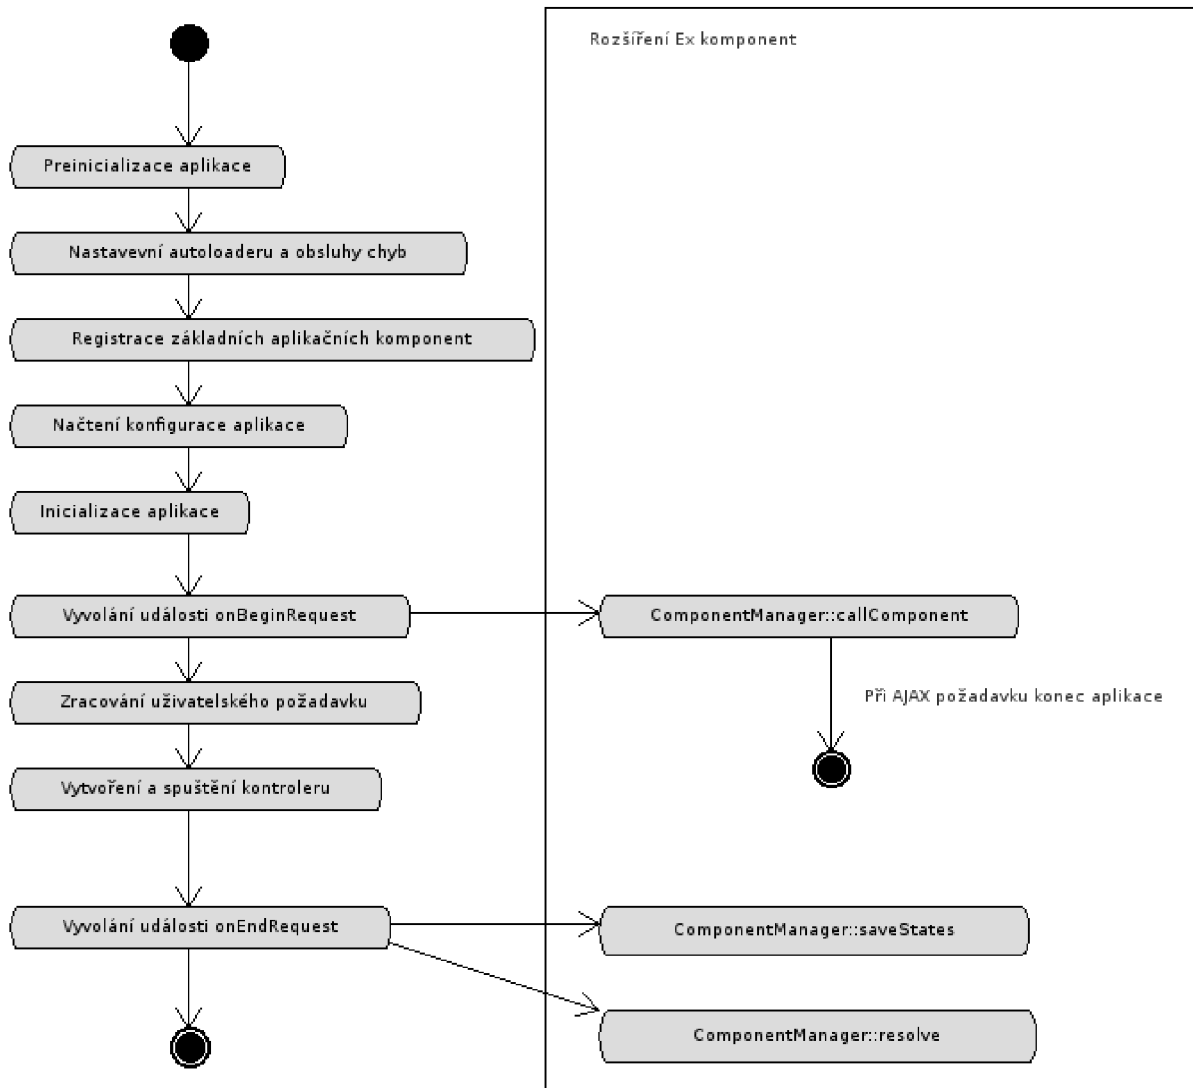 Rozšíření Ex komponent
Preinicializace aplikace
Nastavevní autoloaderu a obsluhy chyb
Registrace základních aplikačních komponent
Načtení konfigurace aplikace
Inicializace aplikace
Vyvolání události onBeginRequest
ComponentManager::callComponent
Zracování uživatelského požadavku
Při AJAX požadavku konec aplikace
Vytvoření a spuštění kontroleru
Vyvolání události onEndRequest
ComponentManager::saveStates
ComponentManager::resolve